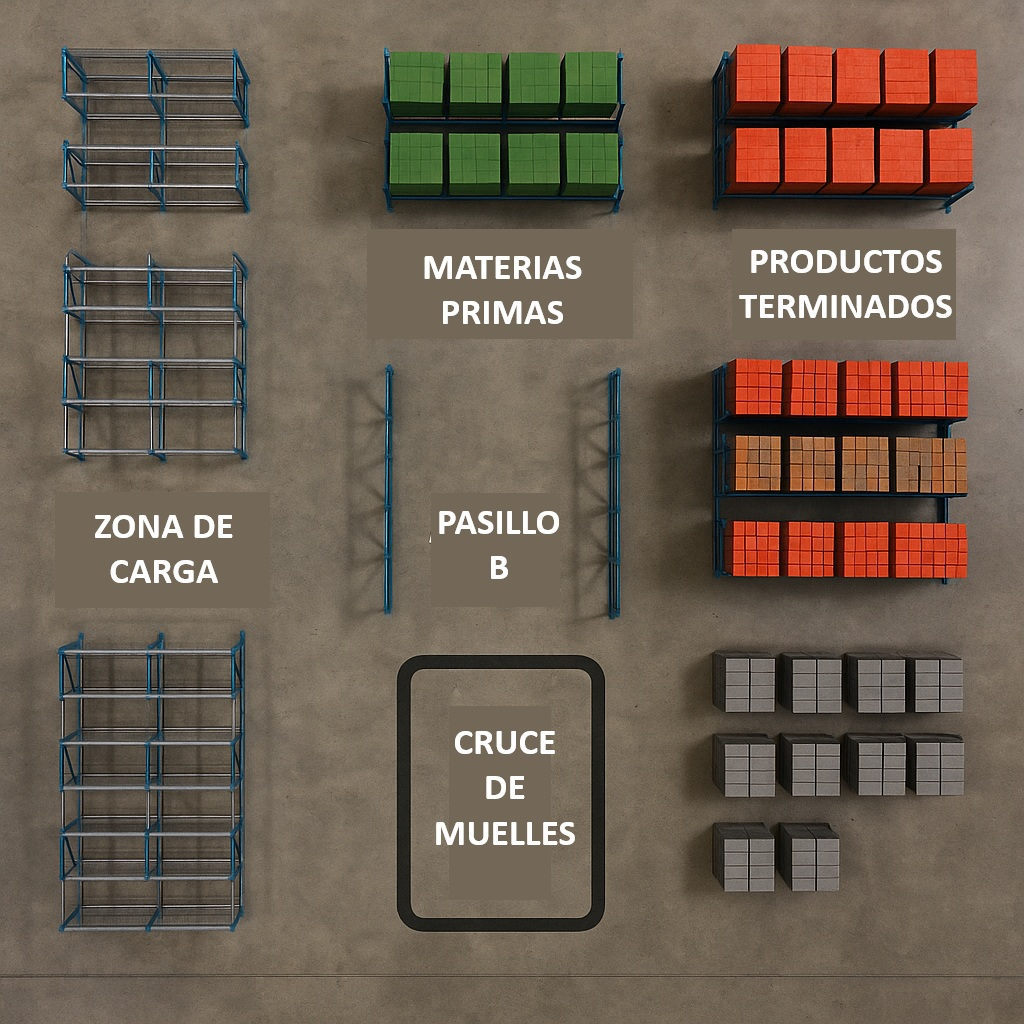 MATERIAS
PRIMAS
PRODUCTOS
TERMINADOS
ZONA DE
CARGA
PASILLO
B
CRUCE
DE
MUELLES